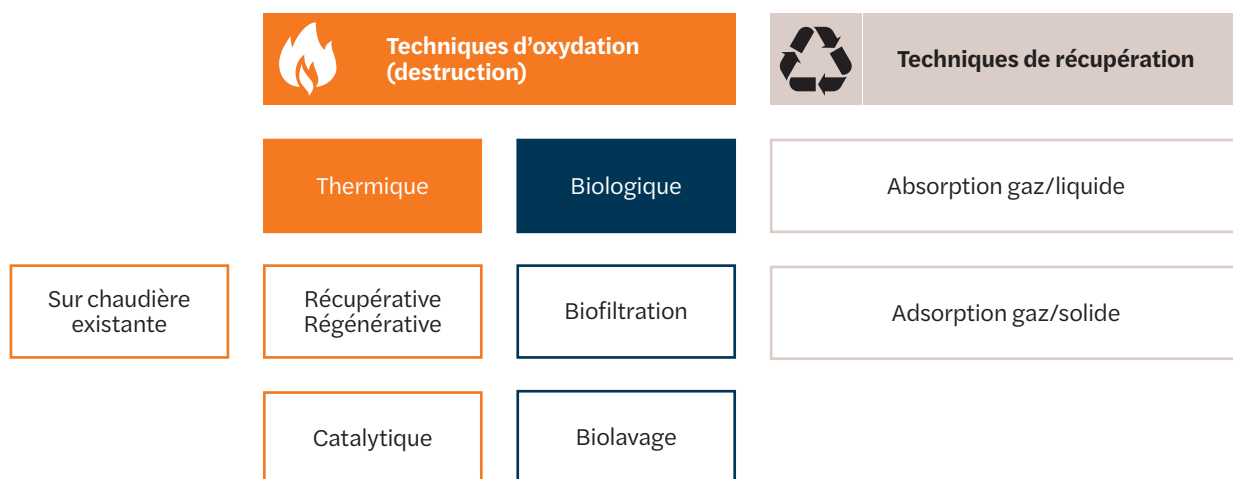 Techniques d’oxydation
(destruction)
Techniques de récupération
Thermique
Biologique
Absorption gaz/liquide
Sur chaudière
existante
Récupérative
Régénérative
Biofiltration
Adsorption gaz/solide
Catalytique
Biolavage